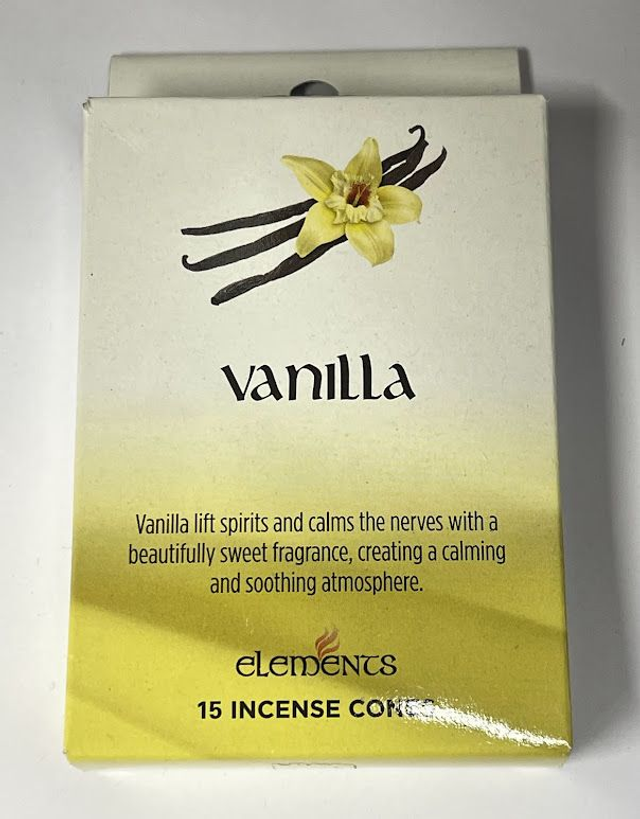 vanilla
Vanilla lift spirits and calms the nerves with a
beautifully sweet fragrance, creating a calming
and soothing atmosphere.
elements
15 INCENSE CONES